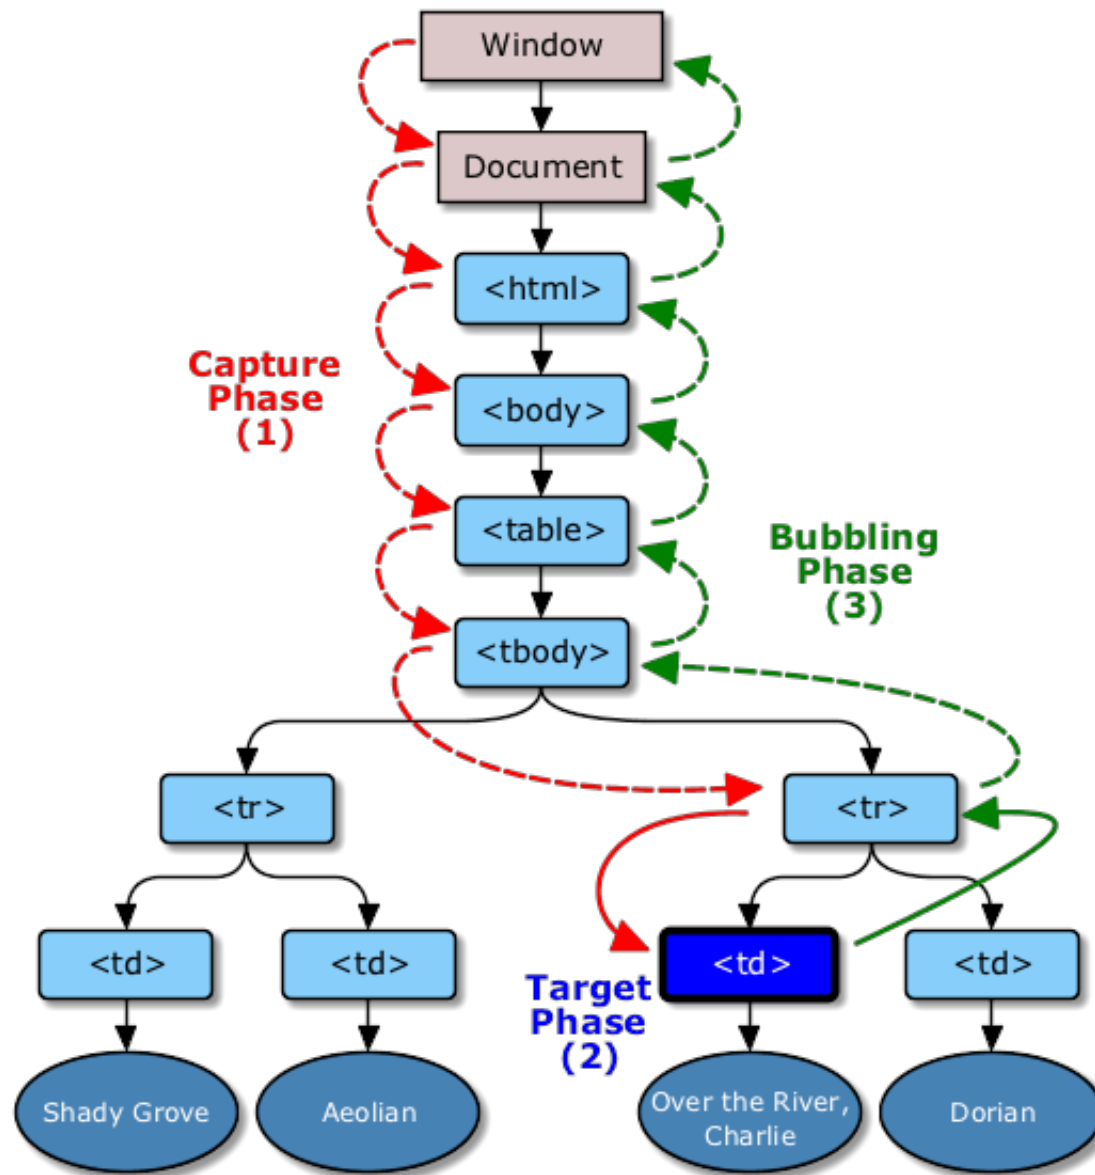 Window
Document
<html>
Capture
Phase
(1)
<body>
<table>
Bubbling
Phase
(3)
<tbody>
<tr>
<tr>
<td>
<td>
<td>
<td>
Target
Phase
(2)
Shady Grove
Aeolian
Over the River,
Charlie
Dorian